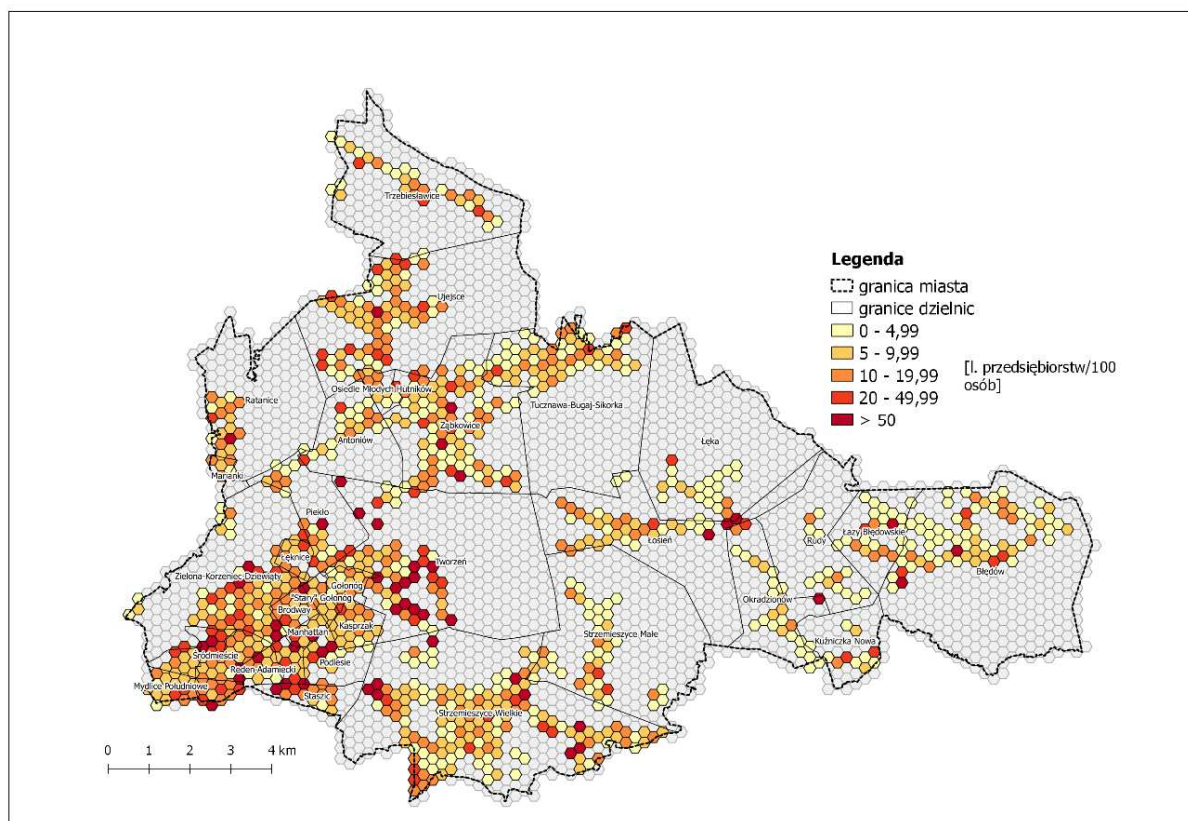 Trzebiesławice
Legenda
granica miasta
granice dzielnic
0 - 4,99
5 - 9,99
10 - 19,99
20 - 49,99
> 50
[l. przedsiębiorstw/100
osób]
Ujejsce
Osiedle Młodych Hutników
Ratanice
Tucznawa-Bugaj-Sikorka
Ząbkowice
Antoniów
Łęka
Marianki
Piekło
Łosień
Rudy
Łazy Błędowskie
Łęknice
Tworzeń
Błędów
Zielona-Korzeniec-Dziewiąty
Gołonóg
"Stary" Gołonóg
Okradzionów
Brodway
Kasprzak
Manhattan
Strzemieszyce Małe
Kuźniczka Nowa
Śródmieście
Podlesie
Reden-Adamiecki
Mydlice Południowe
Staszic
Strzemieszyce Wielkie
0 1 2 3 4 km